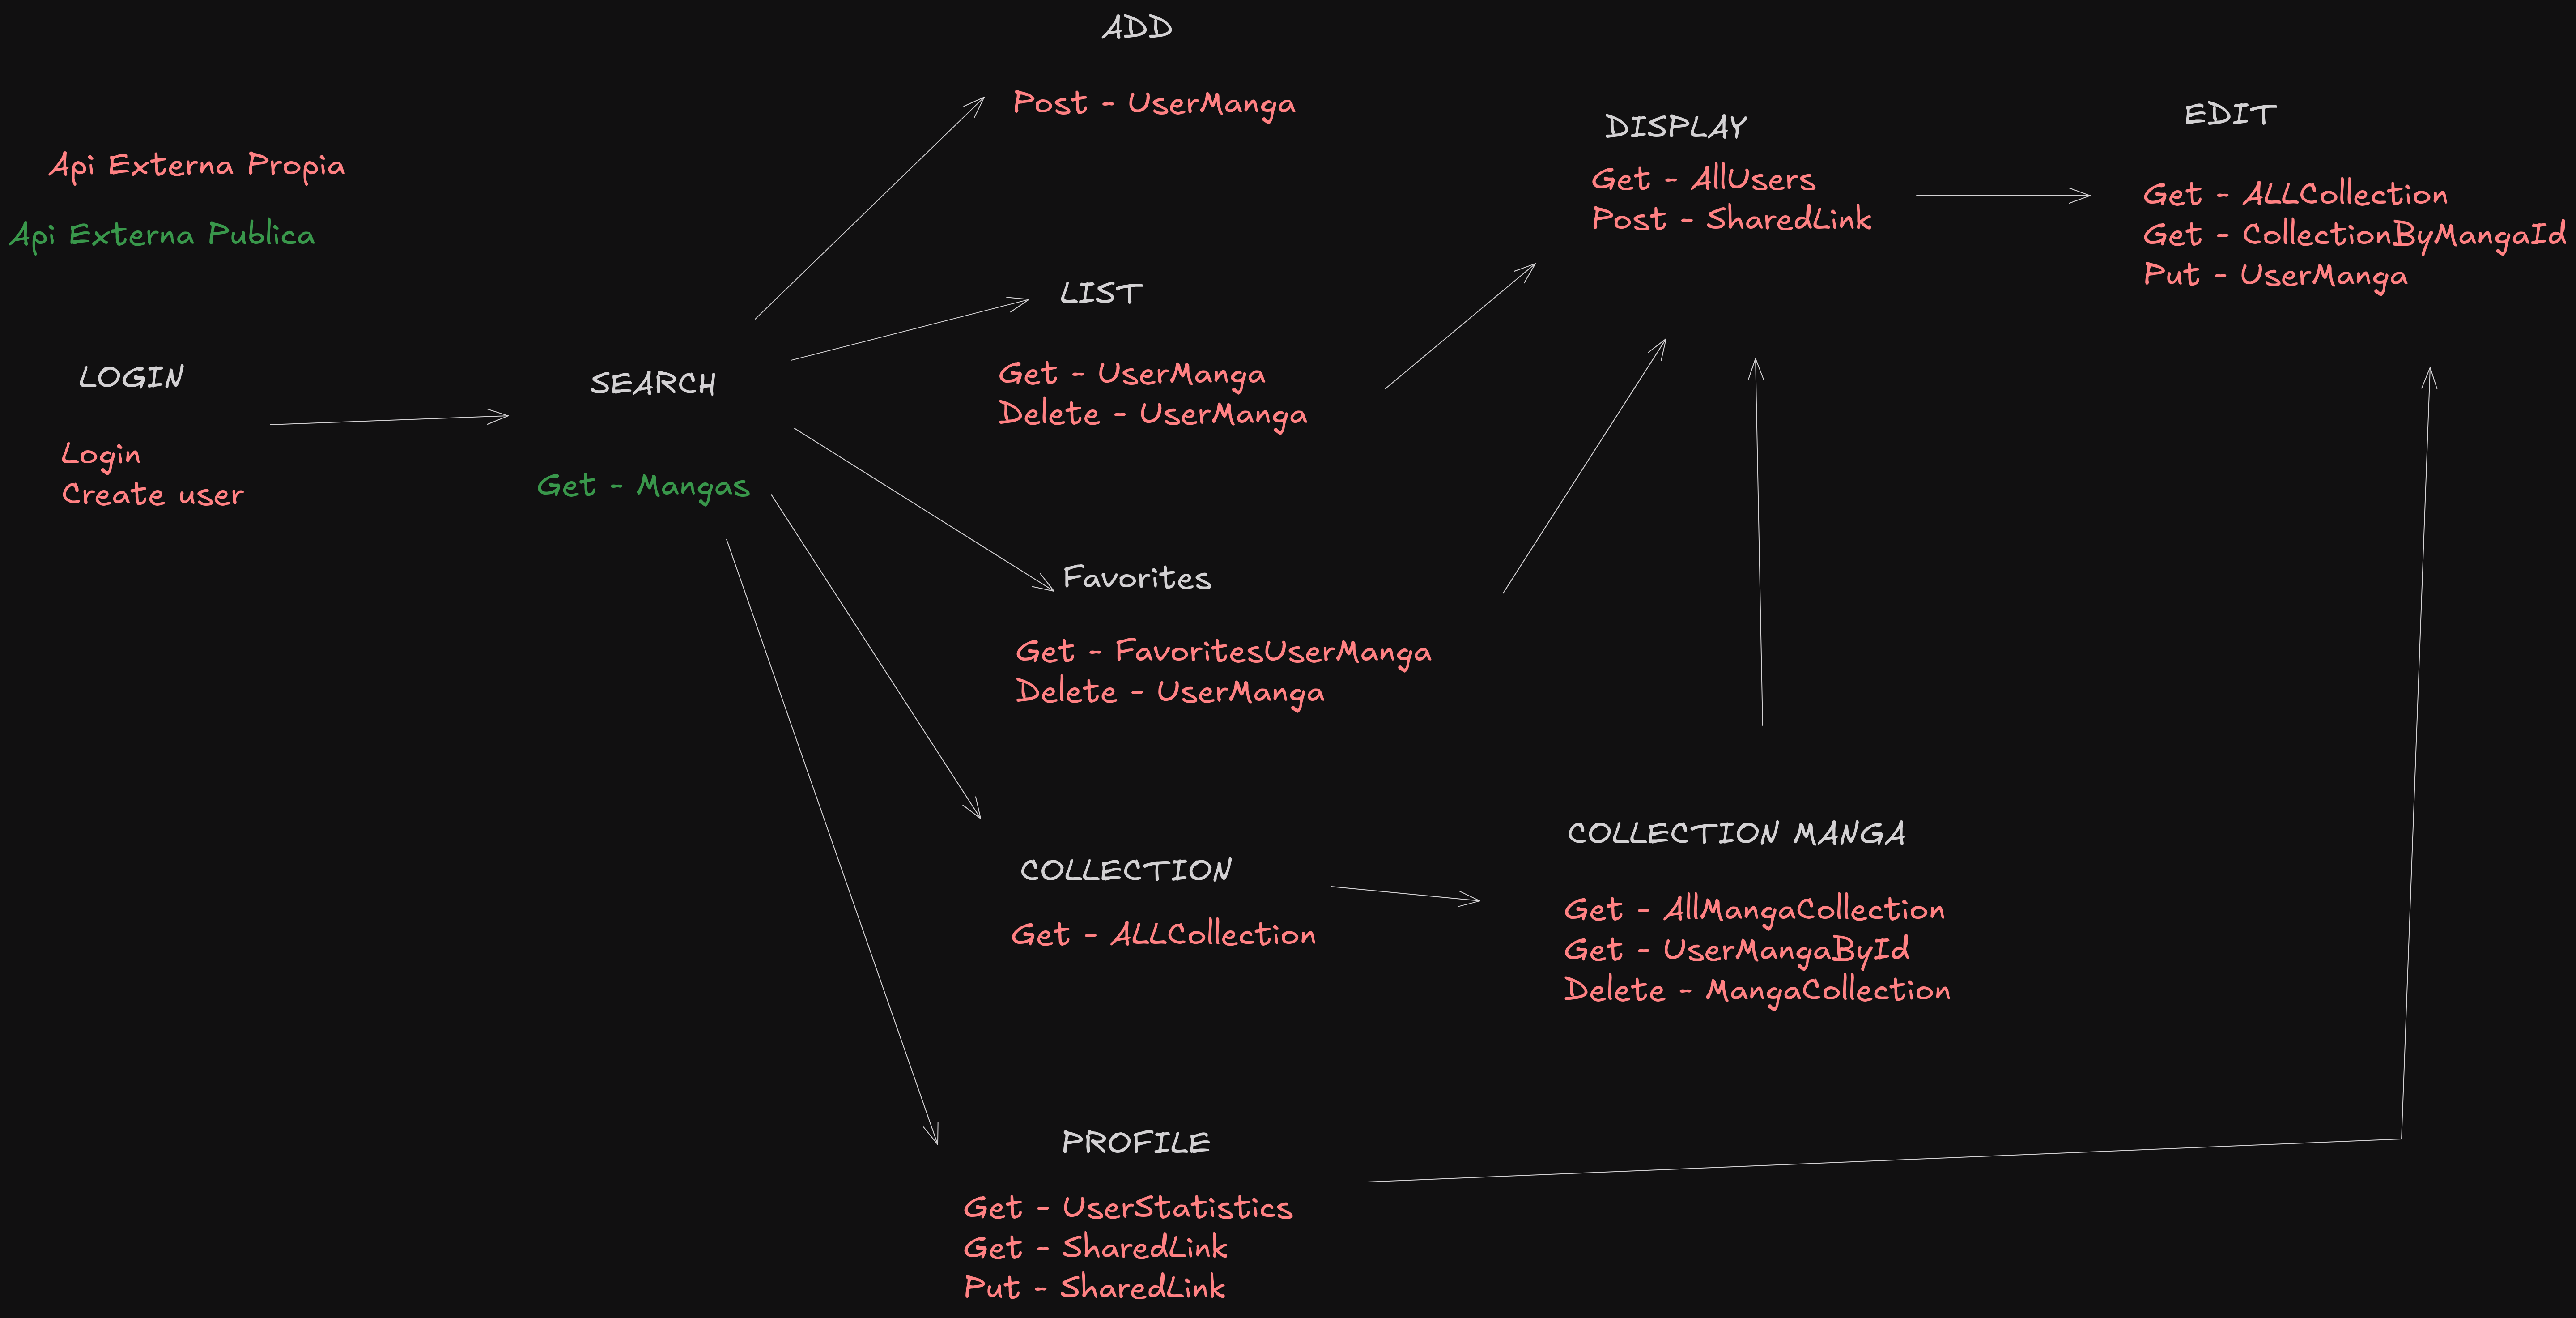 Api Externa Propia
Api Externa Publica
LOGIN
Login
Create user
SEARCH
Get - Mangas
ADD
Post - UserManga
LIST
Get - UserManga
Delete - UserManga
Favorites
Get - FavoritesUserManga
Delete - UserManga
COLLECTION
Get - ALLCollection
PROFILE
Get - UserStatistics
Get - SharedLink
Put - SharedLink
DISPLAY
Get - AllUsers
Post - SharedLink
COLLECTION MANGA
Get - AllMangaCollection
Get - UserMangaById
Delete - MangaCollection
EDIT
Get - ALLCollection
Get - CollectionByMangaId
Put - UserManga